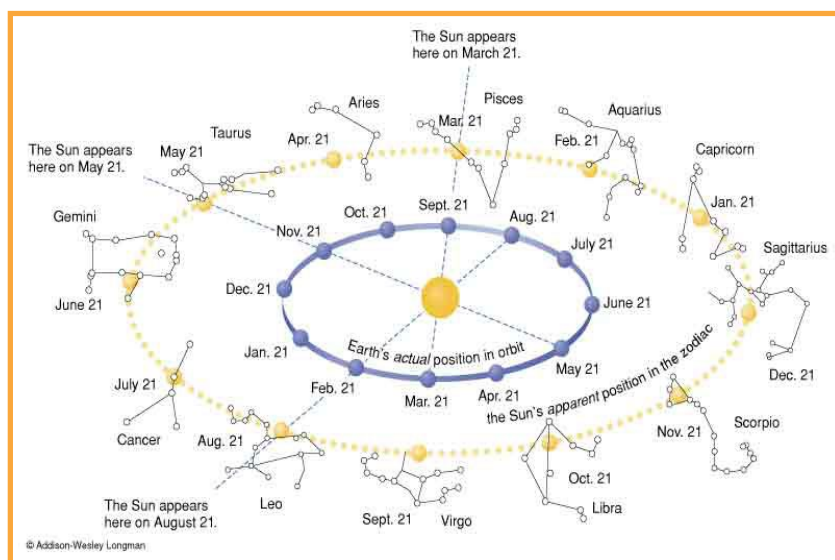 The Sun appears
here on March 21.
Aries
Mar. 21
Pisces
Aquarius
Taurus
Apr. 21
Feb. 21
The Sun appears
here on May 21.
May 21
Capricorn
Jan. 21
Gemini
Oct. 21
Sept. 21
Aug. 21
Nov. 21
July 21
Sagittarius
June 21
Dec. 21
June 21
Earth's actual position in orbit
Jan. 21
May 21
Dec. 21
July 21
Feb. 21
Mar. 21
Apr. 21
the Sun's apparent position in the zodiac
Cancer
Aug. 21
Nov. 21
Scorpio
Leo
Oct. 21
The Sun appears
here on August 21.
Sept. 21
Virgo
Libra
© Addison-Wesley Longman